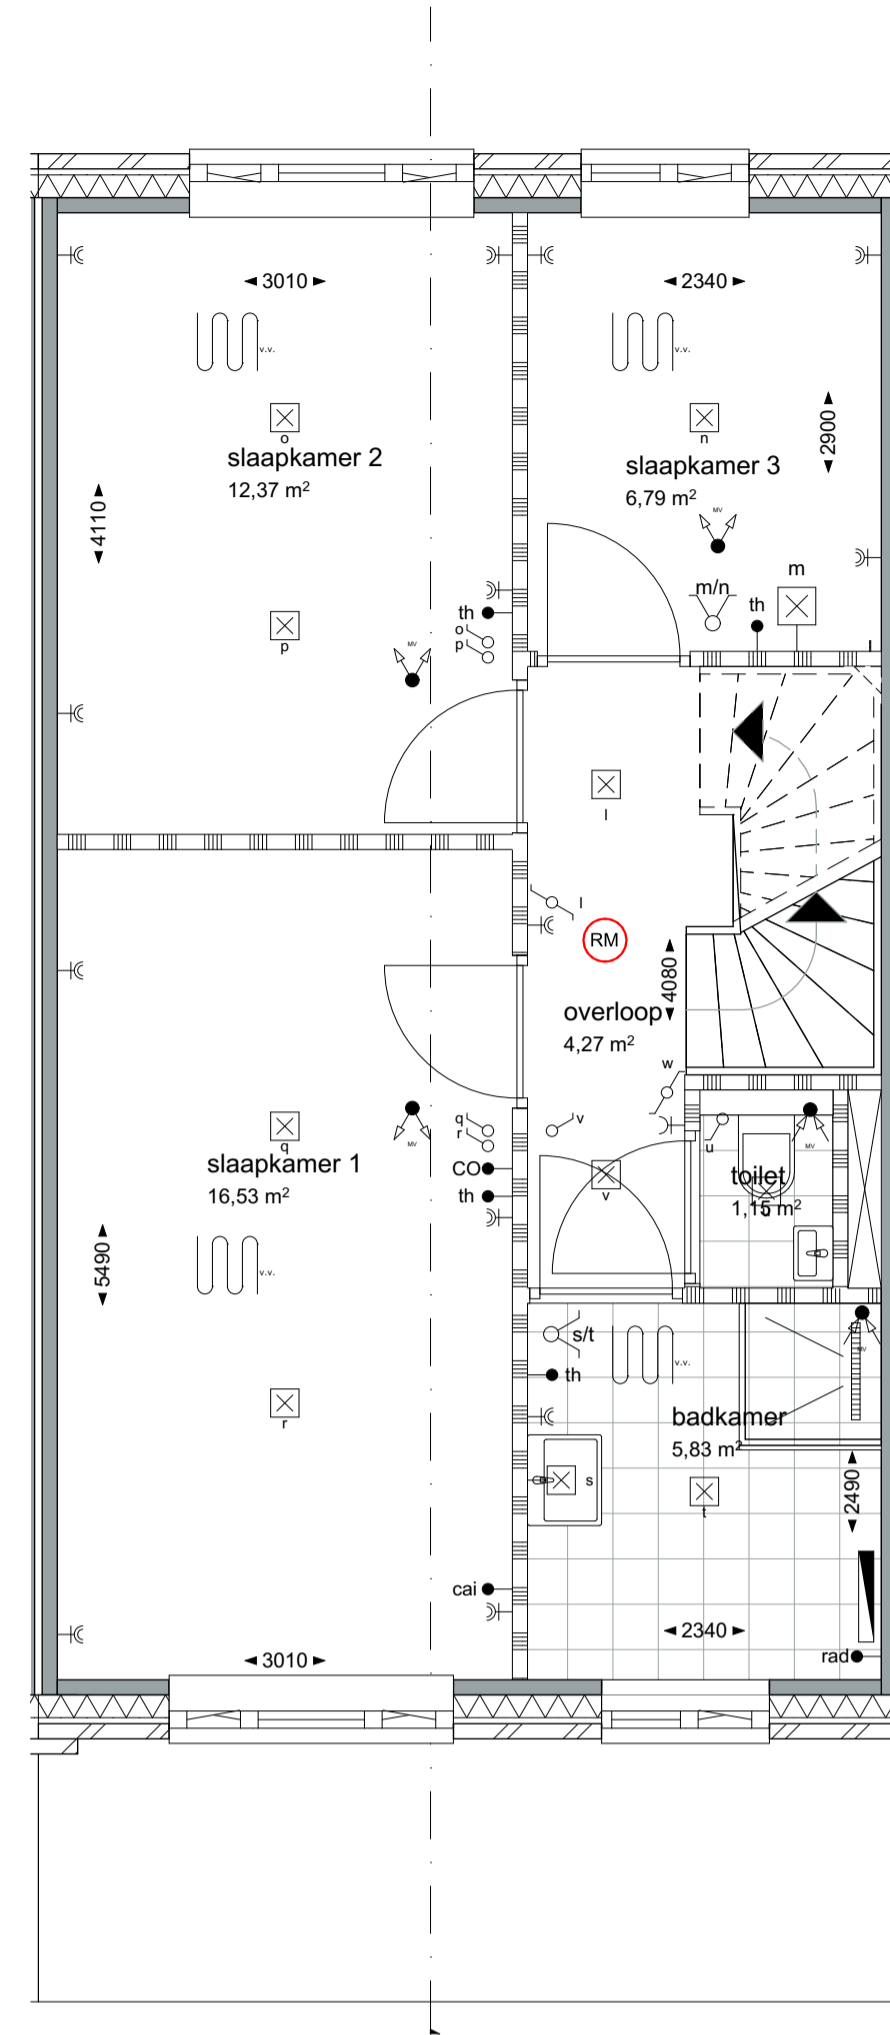 3010
2340
v.v.
v.v.
o
n
2900
slaapkamer 2
12,37 m²
slaapkamer 3
6,79 m²
4110
MV
m
m/n
th
th
o
p
p
MV
l
l
l
RM
4080
overloop
4,27 m²
w
q
r
v
u
MV
q
MV
slaapkamer 1
16,53 m²
CO
th
v
toilet
1,15 m²
5490
v.v.
s/t
v.v.
MV
th
r
badkamer
5,83 m²
s
t
2490
cai
2340
3010
rad